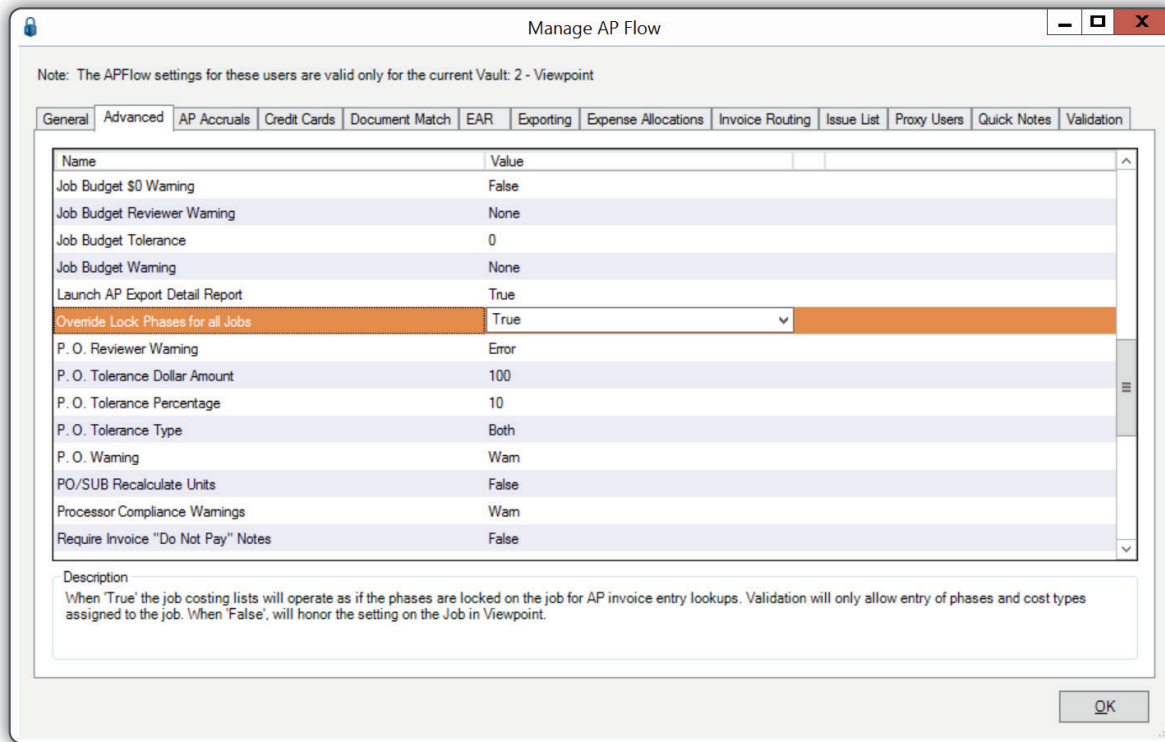 Manage AP Flow
X
Note: The APFlow settings for these users are valid only for the current Vault: 2 - Viewpoint
General Advanced AP Accruals Credit Cards Document Match EAR Exporting Expense Allocations Invoice Routing Issue List Proxy Users Quick Notes Validation
Name Value
Job Budget $0 Warning False
Job Budget Reviewer Warning None
Job Budget Tolerance 0
Job Budget Warning None
Launch AP Export Detail Report True
Override Lock Phases for all Jobs True
P. O. Reviewer Warning Error
P. O. Tolerance Dollar Amount 100
P. O. Tolerance Percentage 10
P. O. Tolerance Type Both
P. O. Warning Warn
PO/SUB Recalculate Units False
Processor Compliance Warnings Warn
Require Invoice "Do Not Pay" Notes False
Description
When 'True' the job costing lists will operate as if the phases are locked on the job for AP invoice entry lookups. Validation will only allow entry of phases and cost types
assigned to the job. When 'False', will honor the setting on the Job in Viewpoint.
OK